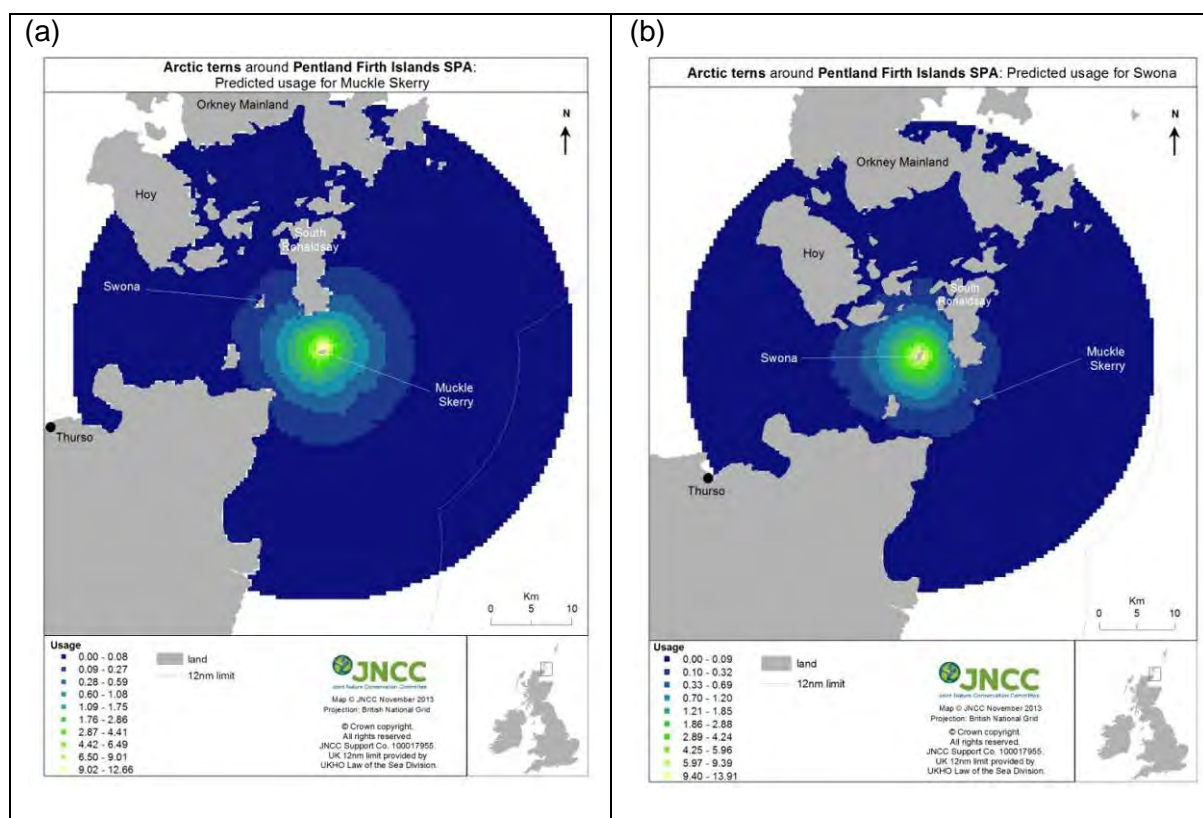 (a)
Arctic terns around Pentland Firth Islands SPA:
Predicted usage for Muckle Skerry
Orkney Mainland
N
Hoy
South
Ronaldsay
Swona
Muckle
Skerry
Thurso
Km
0 5 10
Usage
0.00 - 0.08
0.09 - 0.27
0.28 - 0.59
0.60 - 1.08
1.09 - 1.75
1.76 - 2.86
2.87 - 4.41
4.42 - 6.49
6.50 - 9.01
9.02 - 12.66
land
12nm limit
JNCC
Joint Nature Conservation Committee
Map © JNCC November 2013
Projection: British National Grid
© Crown copyright.
All rights reserved.
JNCC Support Co. 100017955.
UK 12nm limit provided by
UKHO Law of the Sea Division.
(b)
Arctic terns around Pentland Firth Islands SPA: Predicted usage for Swona
N
Orkney Mainland
Hoy
South
Ronaldsay
Swona
Muckle
Skerry
Thurso
Km
0 5 10
Usage
0.00 - 0.09
0.10 - 0.32
0.33 - 0.69
0.70 - 1.20
1.21 - 1.85
1.86 - 2.88
2.89 - 4.24
4.25 - 5.96
5.97 - 9.39
9.40 - 13.91
land
12nm limit
JNCC
Joint Nature Conservation Committee
Map © JNCC November 2013
Projection: British National Grid
© Crown copyright.
All rights reserved.
JNCC Support Co. 100017955.
UK 12nm limit provided by
UKHO Law of the Sea Division.